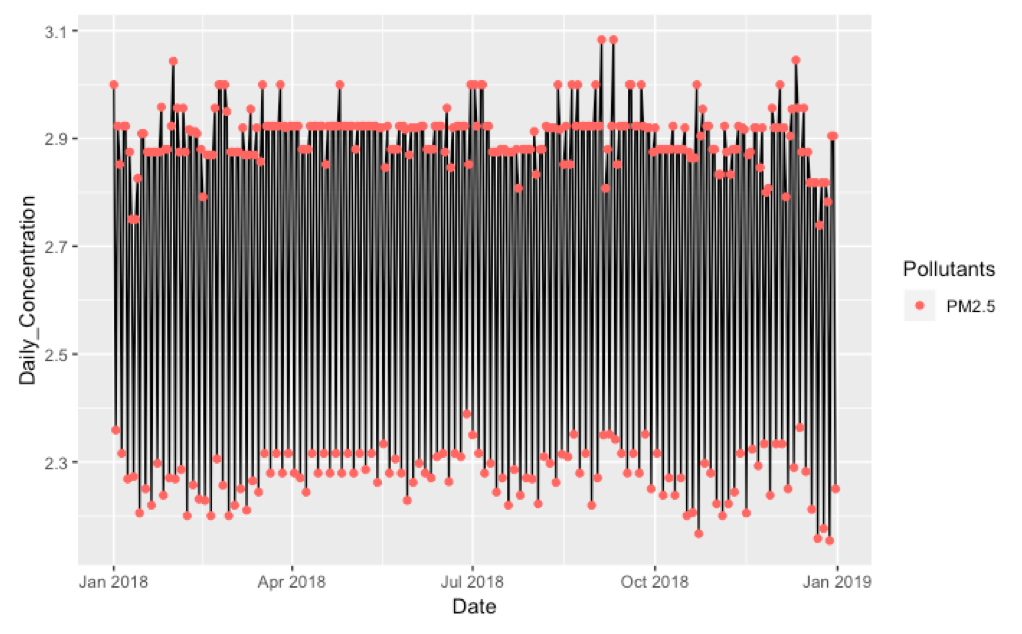 3.1
2.9
2.7
2.5
2.3
Daily_Concentration
Jan 2018
Apr 2018
Jul 2018
Oct 2018
Jan 2019
Date
Pollutants
PM2.5